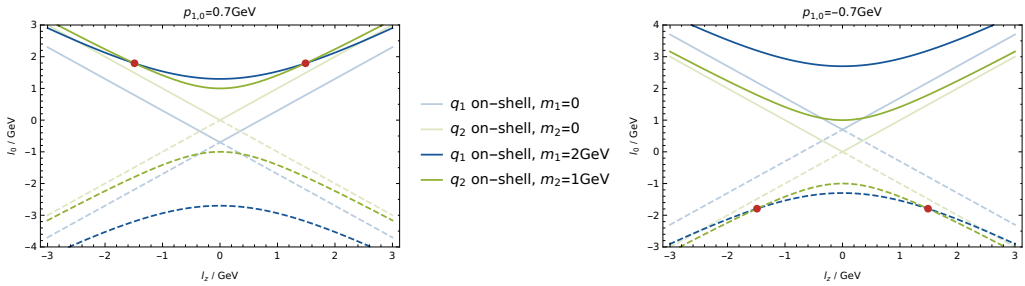 p1,0=0.7GeV
4
3
2
1
0
−1
−2
−3
−4
l0 / GeV
−3 −2 −1 0 1 2 3
lz / GeV
q1 on−shell, m1=0
q2 on−shell, m2=0
q1 on−shell, m1=2GeV
q2 on−shell, m2=1GeV
p1,0=−0.7GeV
4
3
2
1
0
−1
−2
−3
l0 / GeV
−3 −2 −1 0 1 2 3
lz / GeV